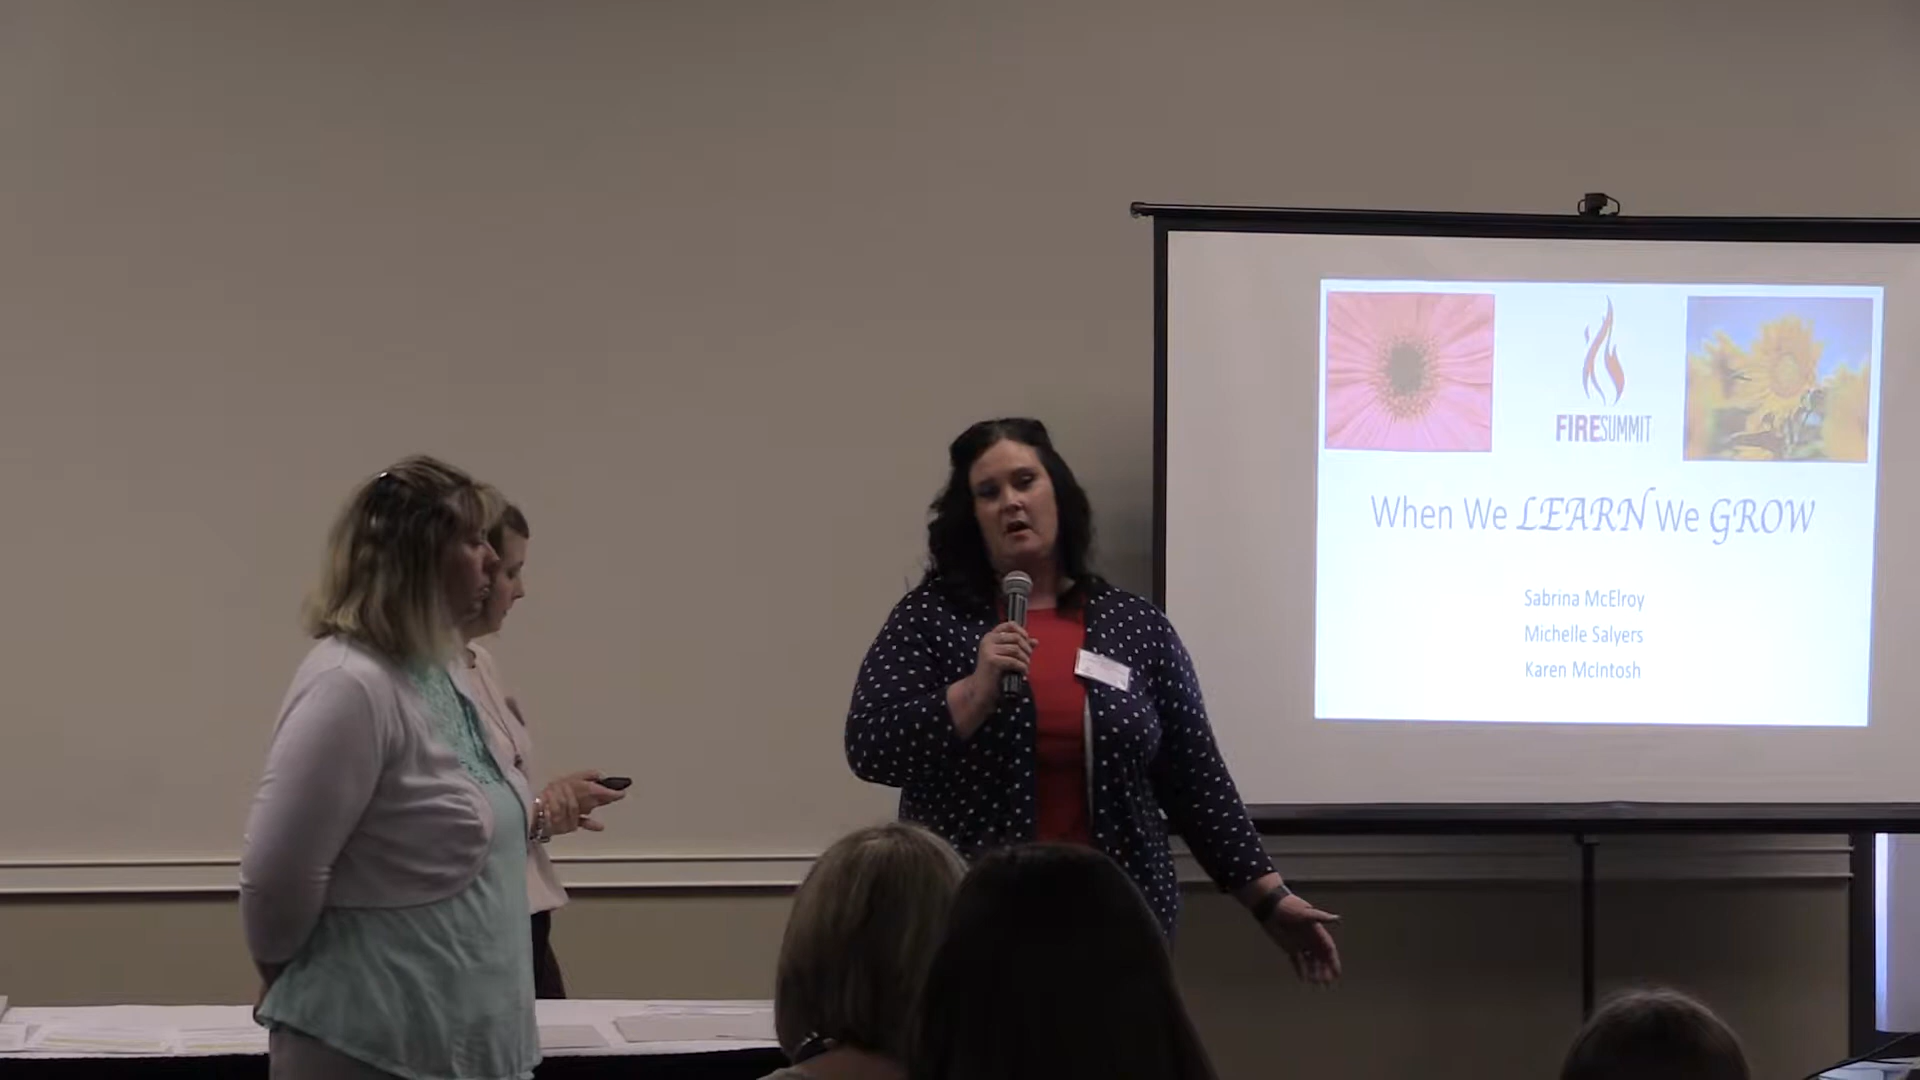 FIRESUMMIT
When We LEARN We GROW
Sabrina McElroy
Michelle Salyers
Karen McIntosh